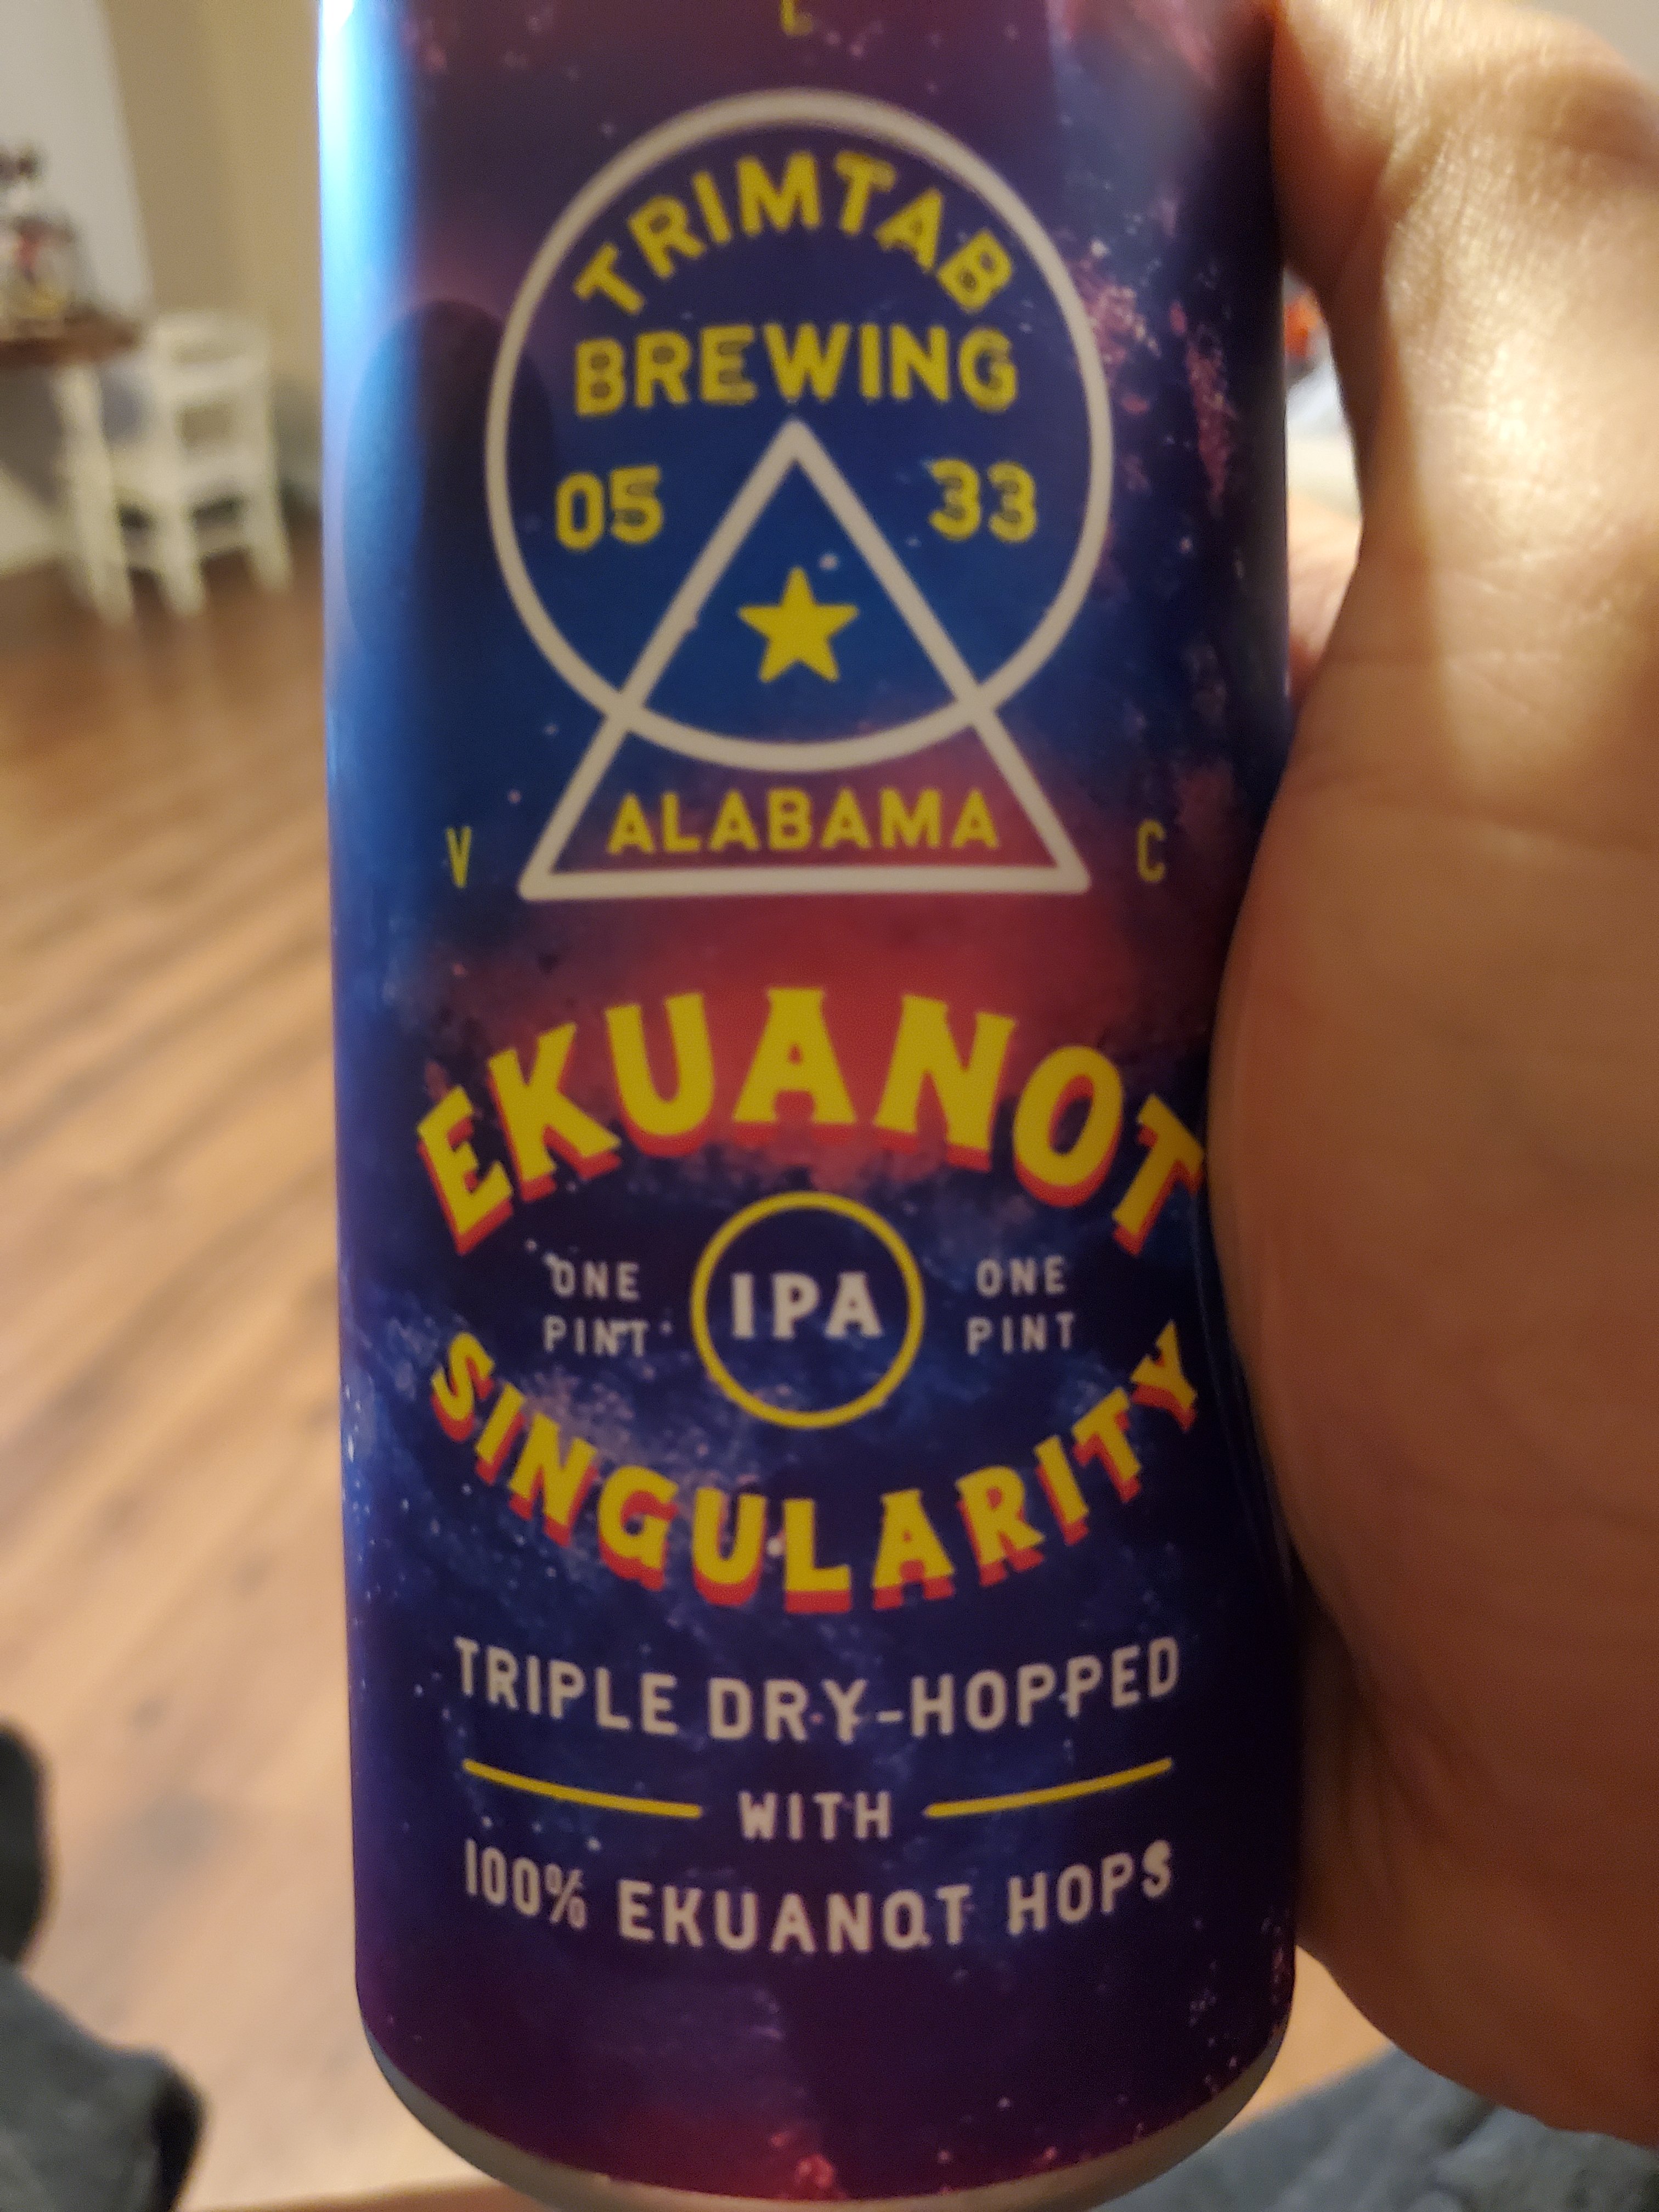 L
TRIMTAB
BREWING
05 33
ALABAMA
V C
EKUANOT
ONE IPA ONE
PINT PINT
SINGULARITY
TRIPLE DRY-HOPPED
WITH
100% EKUANOT HOPS